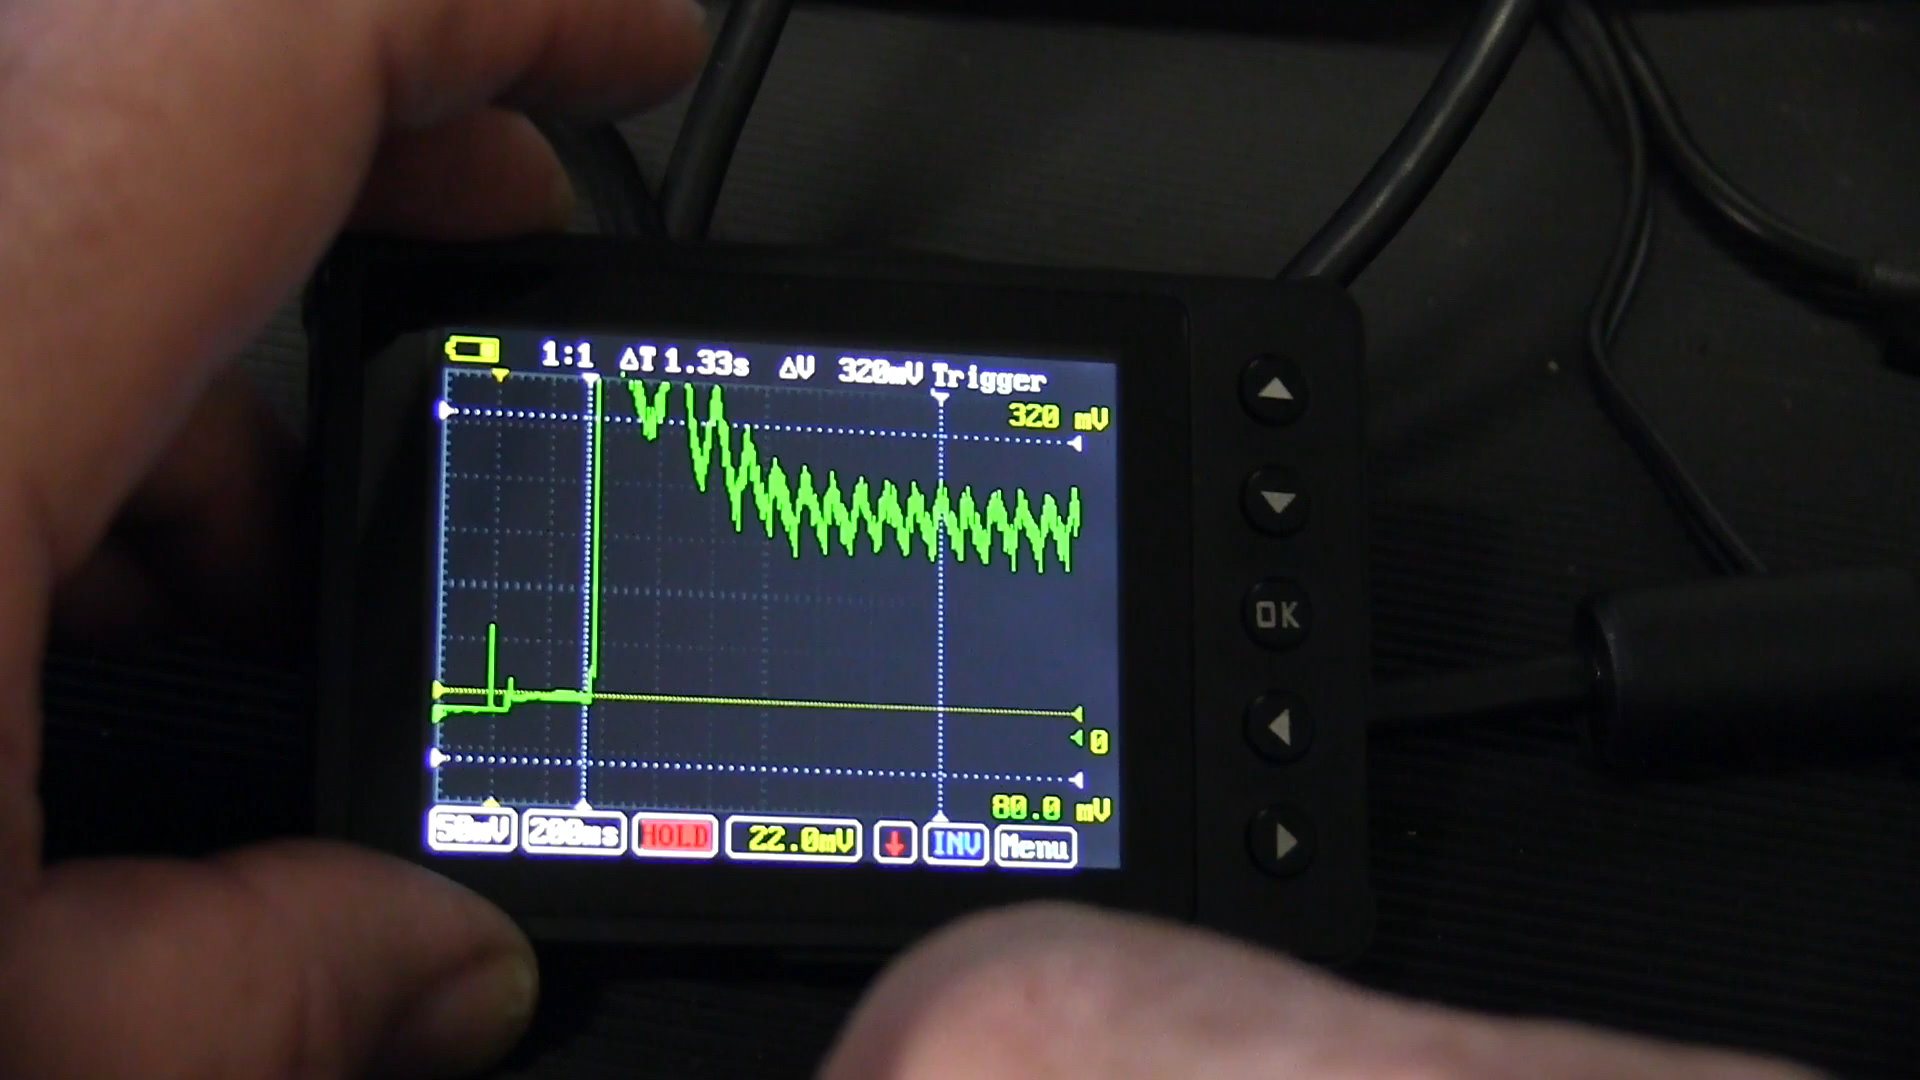 1:1 ΔT 1.33s ΔV 320mV Trigger
320 mV
0
80.0 mV
50mV 200ms HOLD 22.0mV ↓ INV Menu
OK